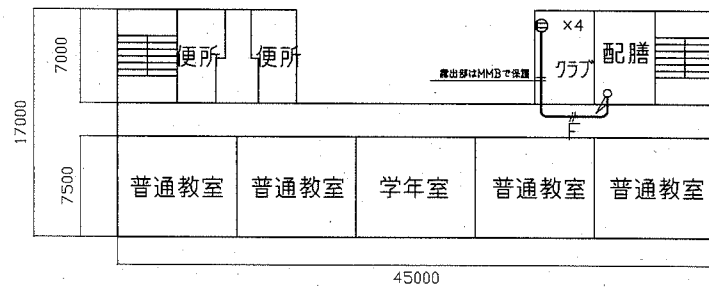 7000
17000
7500
便所
便所
×4
クラブ
配膳
露出部はMMBで保護
F
普通教室
普通教室
学年室
普通教室
普通教室
45000